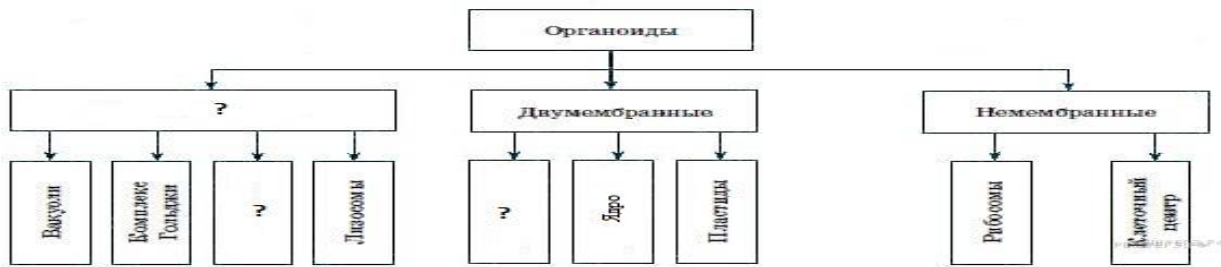 Органоиды
?
Двумембранные
Немембранные
Вакуоли
Комплекс
Гольджи
?
Лизосомы
?
Ядро
Пластиды
Рибосомы
Клеточный
центр